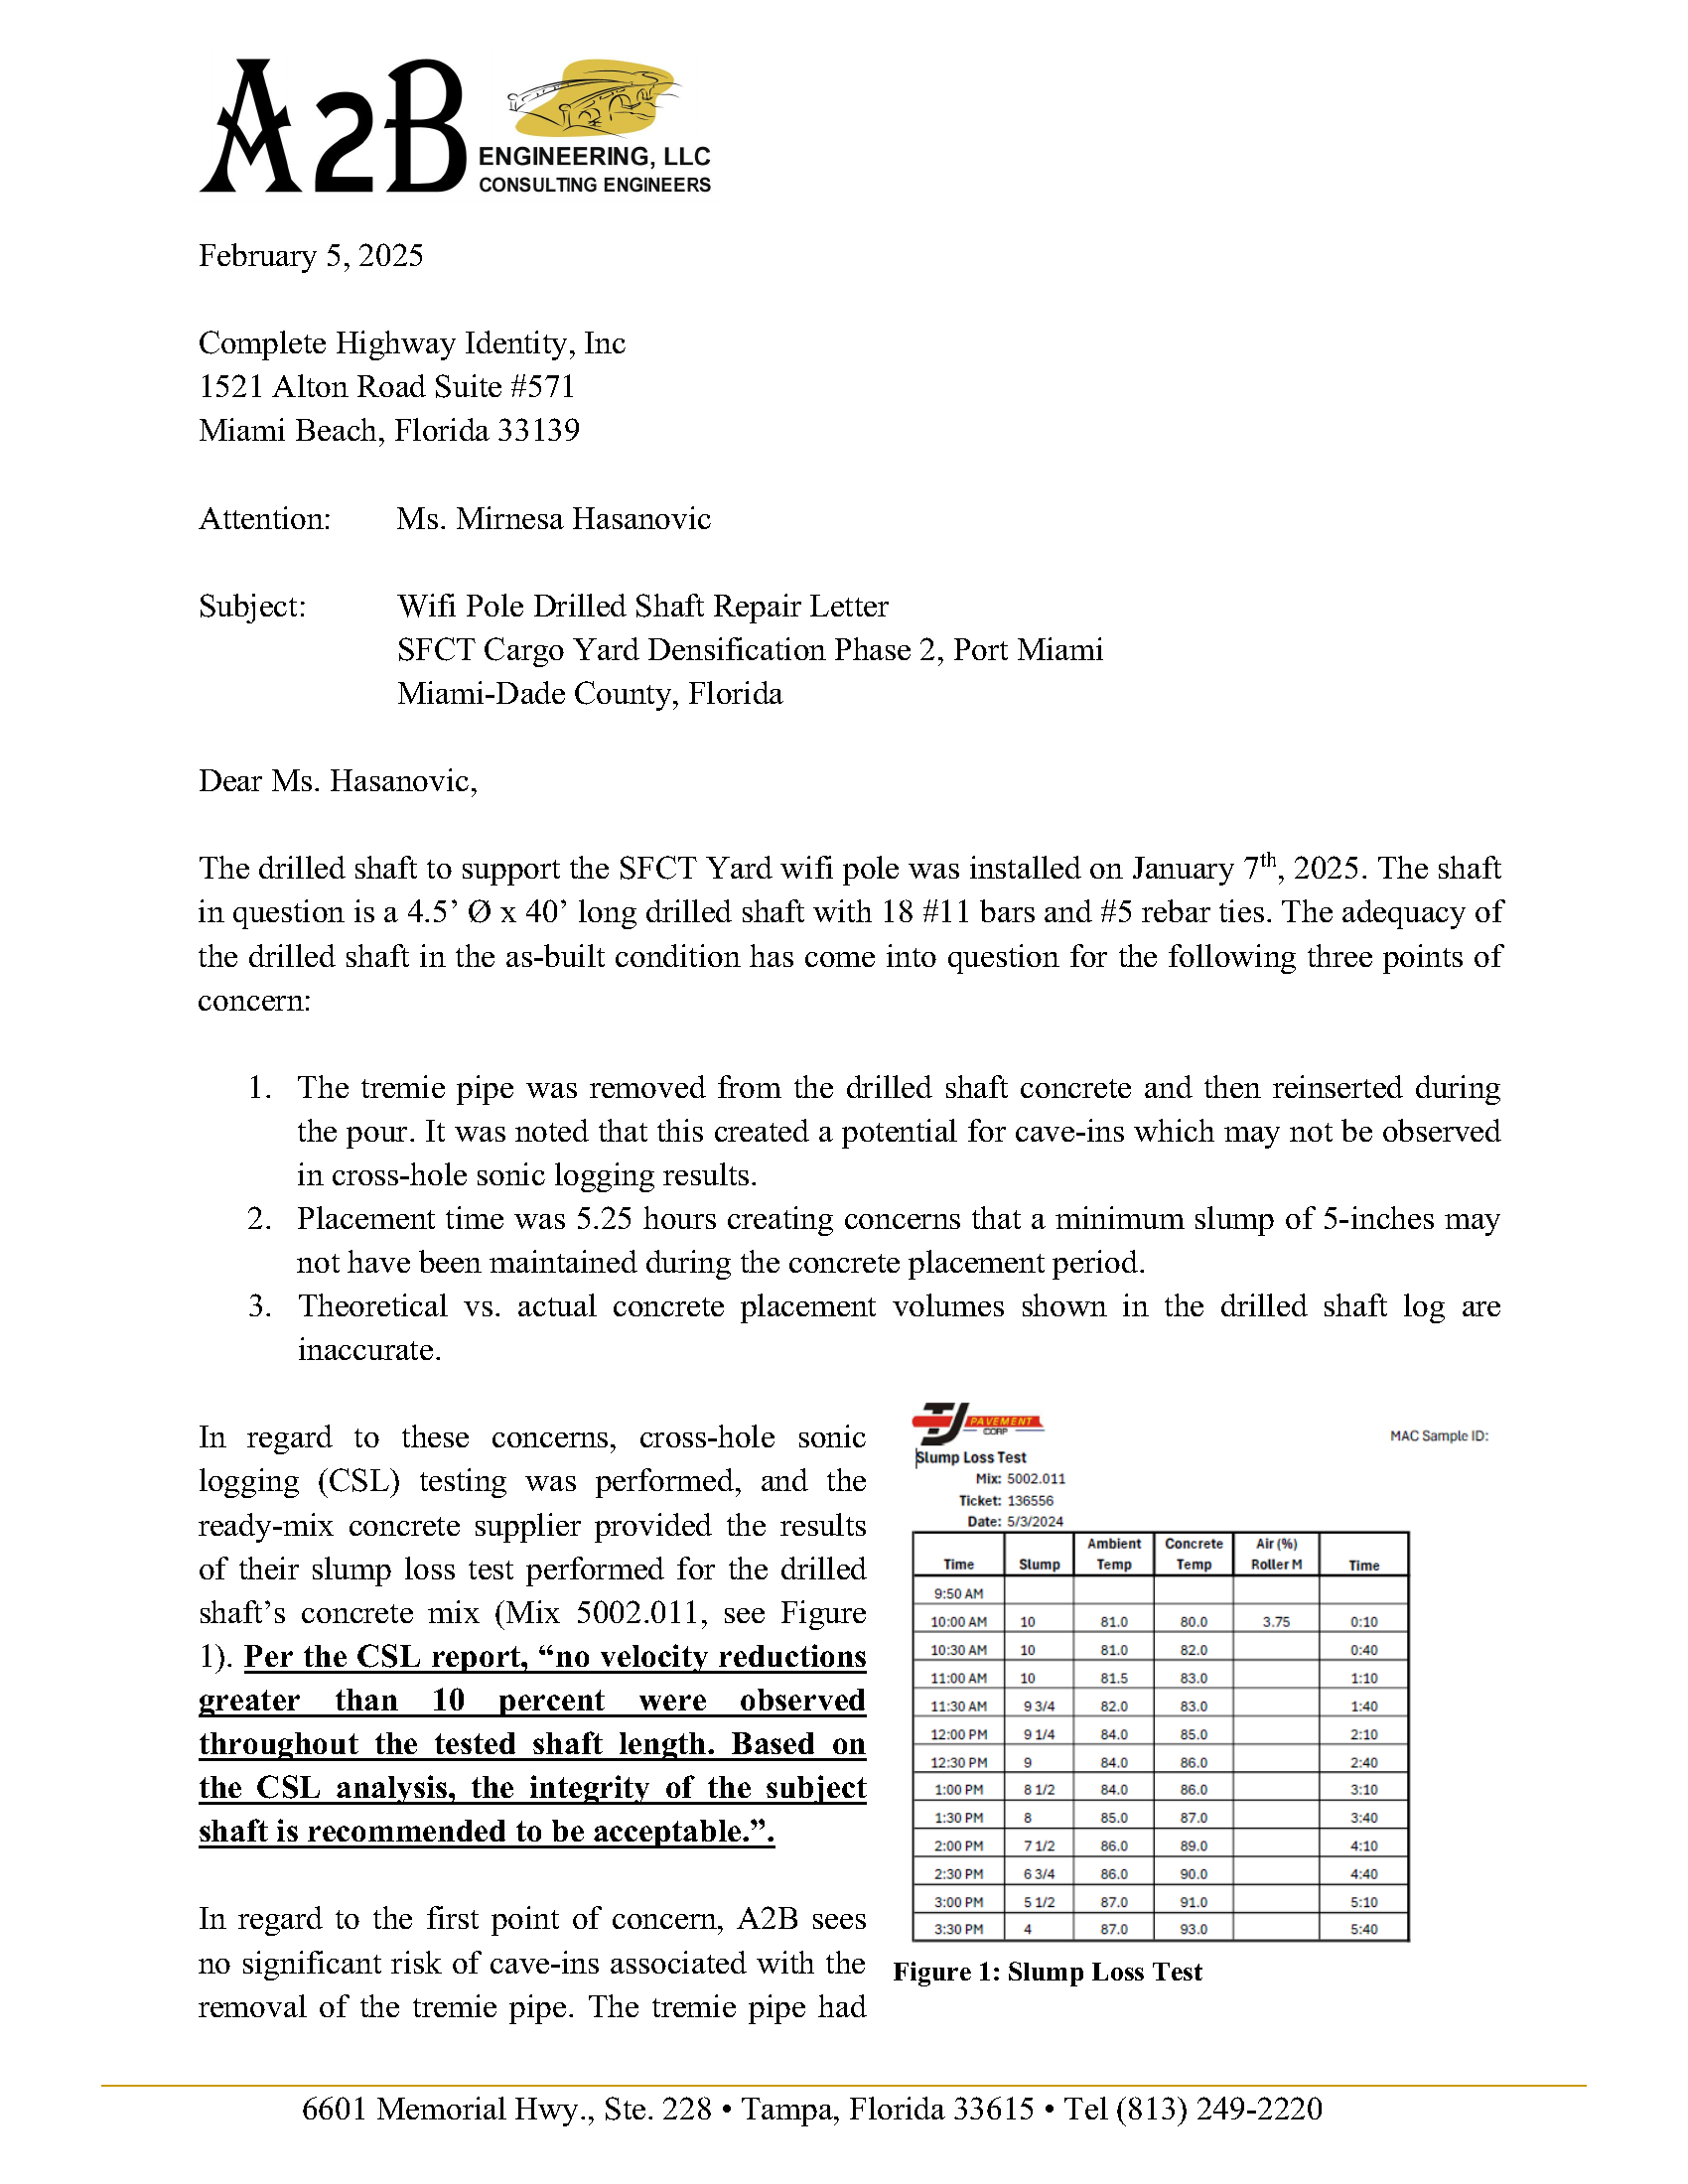 A2B
ENGINEERING, LLC
CONSULTING ENGINEERS
February 5, 2025
Complete Highway Identity, Inc
1521 Alton Road Suite #571
Miami Beach, Florida 33139
Attention: Ms. Mirnesa Hasanovic
Subject: Wifi Pole Drilled Shaft Repair Letter
SFCT Cargo Yard Densification Phase 2, Port Miami
Miami-Dade County, Florida
Dear Ms. Hasanovic,
The drilled shaft to support the SFCT Yard wifi pole was installed on January 7th, 2025. The shaft
in question is a 4.5’ Ø x 40’ long drilled shaft with 18 #11 bars and #5 rebar ties. The adequacy of
the drilled shaft in the as-built condition has come into question for the following three points of
concern:
1. The tremie pipe was removed from the drilled shaft concrete and then reinserted during
the pour. It was noted that this created a potential for cave-ins which may not be observed
in cross-hole sonic logging results.
2. Placement time was 5.25 hours creating concerns that a minimum slump of 5-inches may
not have been maintained during the concrete placement period.
3. Theoretical vs. actual concrete placement volumes shown in the drilled shaft log are
inaccurate.
In regard to these concerns, cross-hole sonic
logging (CSL) testing was performed, and the
ready-mix concrete supplier provided the results
of their slump loss test performed for the drilled
shaft’s concrete mix (Mix 5002.011, see Figure
1). Per the CSL report, “no velocity reductions
greater than 10 percent were observed
throughout the tested shaft length. Based on
the CSL analysis, the integrity of the subject
shaft is recommended to be acceptable.”.
In regard to the first point of concern, A2B sees
no significant risk of cave-ins associated with the
removal of the tremie pipe. The tremie pipe had
TJ PAVEMENT
CORP
MAC Sample ID:
Slump Loss Test
Mix: 5002.011
Ticket: 136556
Date: 5/3/2024
Time Slump Ambient Temp Concrete Temp Air (%) Roller M Time
9:50 AM
10:00 AM 10 81.0 80.0 3.75 0:10
10:30 AM 10 81.0 82.0 0:40
11:00 AM 10 81.5 83.0 1:10
11:30 AM 9 3/4 82.0 83.0 1:40
12:00 PM 9 1/4 84.0 85.0 2:10
12:30 PM 9 84.0 86.0 2:40
1:00 PM 8 1/2 84.0 86.0 3:10
1:30 PM 8 85.0 87.0 3:40
2:00 PM 7 1/2 86.0 89.0 4:10
2:30 PM 6 3/4 86.0 90.0 4:40
3:00 PM 5 1/2 87.0 91.0 5:10
3:30 PM 4 87.0 93.0 5:40
Figure 1: Slump Loss Test
6601 Memorial Hwy., Ste. 228 • Tampa, Florida 33615 • Tel (813) 249-2220